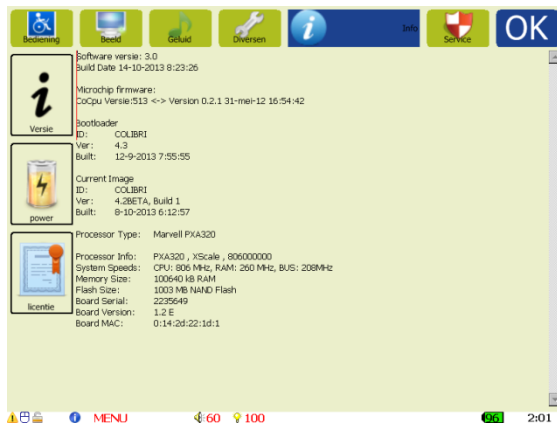 Bediening Beeld Geluid Diversen Info Service OK
Software versie: 3.0
Build Date 14-10-2013 8:23:26
Microchip firmware:
CoCpu Versie:513 <-> Version 0.2.1 31-mei-12 16:54:42
Versie
Bootloader
ID: COLIBRI
Ver: 4.3
Built: 12-9-2013 7:55:55
Current Image
ID: COLIBRI
Ver: 4.2BETA, Build 1
Built: 8-10-2013 6:12:57
power
Processor Type: Marvell PXA320
Processor Info: PXA320 , XScale , 806000000
System Speeds: CPU: 806 MHz, RAM: 260 MHz, BUS: 208MHz
Memory Size: 100640 kB RAM
Flash Size: 1003 MB NAND Flash
Board Serial: 2235649
Board Version: 1.2 E
Board MAC: 0:14:2d:22:1d:1
licentie
MENU 60 100 96 2:01